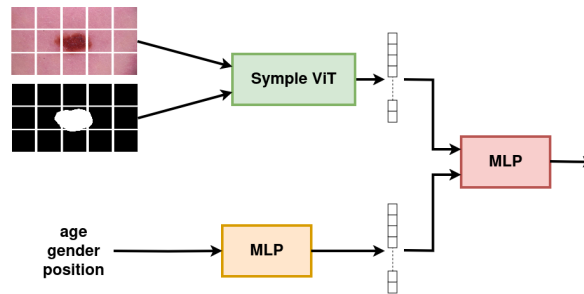 Symple ViT
MLP
age
gender
position
MLP